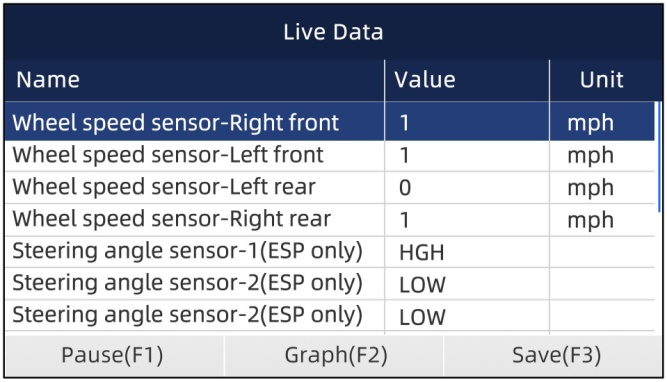 Live Data
Name Value Unit
Wheel speed sensor-Right front 1 mph
Wheel speed sensor-Left front 1 mph
Wheel speed sensor-Left rear 0 mph
Wheel speed sensor-Right rear 1 mph
Steering angle sensor-1(ESP only) HGH
Steering angle sensor-2(ESP only) LOW
Steering angle sensor-2(ESP only) LOW
Pause(F1) Graph(F2) Save(F3)